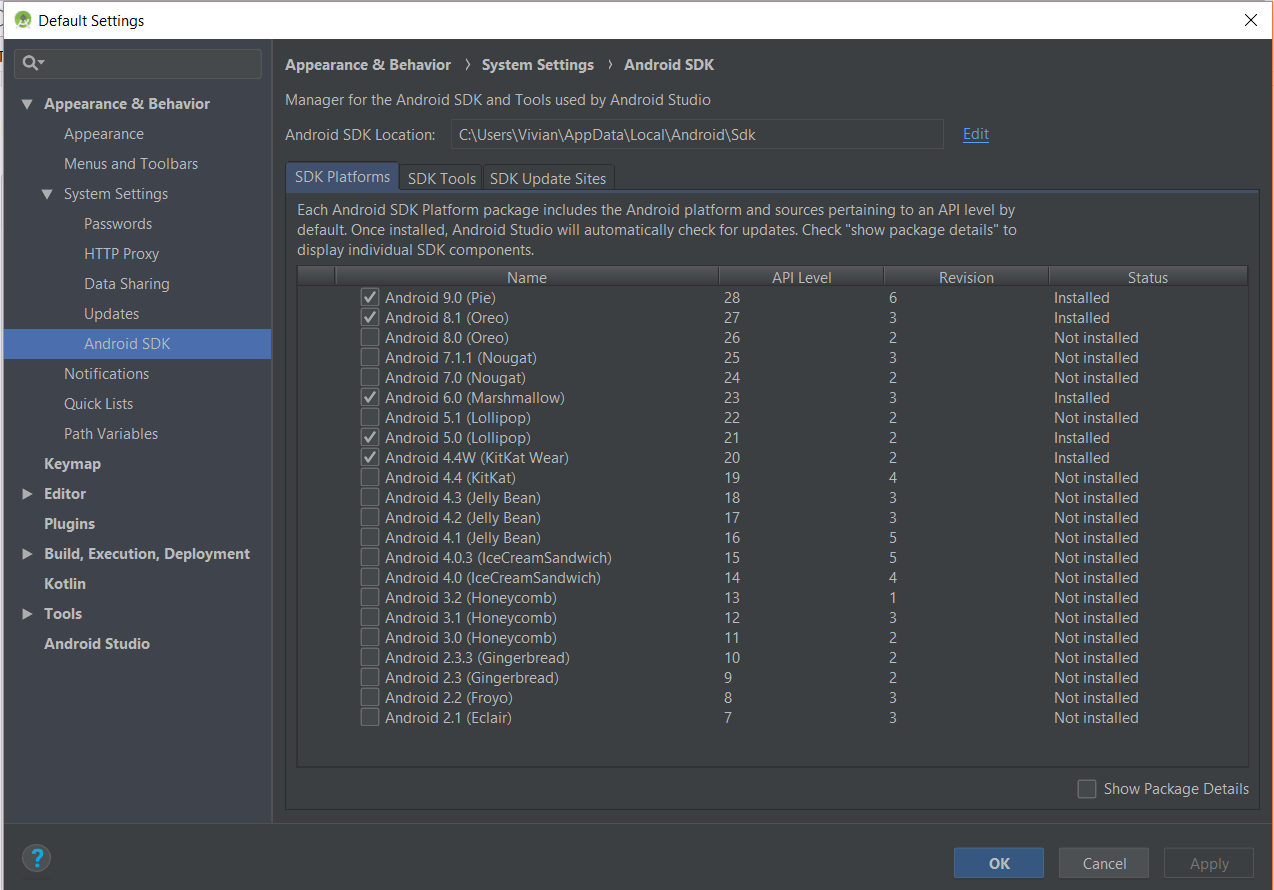 Default Settings
Appearance & Behavior
Appearance
Menus and Toolbars
System Settings
Passwords
HTTP Proxy
Data Sharing
Updates
Android SDK
Notifications
Quick Lists
Path Variables
Keymap
Editor
Plugins
Build, Execution, Deployment
Kotlin
Tools
Android Studio
Appearance & Behavior › System Settings › Android SDK
Manager for the Android SDK and Tools used by Android Studio
Android SDK Location: C:\Users\Vivian\AppData\Local\Android\Sdk Edit
SDK Platforms SDK Tools SDK Update Sites
Each Android SDK Platform package includes the Android platform and sources pertaining to an API level by
default. Once installed, Android Studio will automatically check for updates. Check "show package details" to
display individual SDK components.
Name API Level Revision Status
Android 9.0 (Pie) 28 6 Installed
Android 8.1 (Oreo) 27 3 Installed
Android 8.0 (Oreo) 26 2 Not installed
Android 7.1.1 (Nougat) 25 3 Not installed
Android 7.0 (Nougat) 24 2 Not installed
Android 6.0 (Marshmallow) 23 3 Installed
Android 5.1 (Lollipop) 22 2 Not installed
Android 5.0 (Lollipop) 21 2 Installed
Android 4.4W (KitKat Wear) 20 2 Installed
Android 4.4 (KitKat) 19 4 Not installed
Android 4.3 (Jelly Bean) 18 3 Not installed
Android 4.2 (Jelly Bean) 17 3 Not installed
Android 4.1 (Jelly Bean) 16 5 Not installed
Android 4.0.3 (IceCreamSandwich) 15 5 Not installed
Android 4.0 (IceCreamSandwich) 14 4 Not installed
Android 3.2 (Honeycomb) 13 1 Not installed
Android 3.1 (Honeycomb) 12 3 Not installed
Android 3.0 (Honeycomb) 11 2 Not installed
Android 2.3.3 (Gingerbread) 10 2 Not installed
Android 2.3 (Gingerbread) 9 2 Not installed
Android 2.2 (Froyo) 8 3 Not installed
Android 2.1 (Eclair) 7 3 Not installed
Show Package Details
? OK Cancel Apply